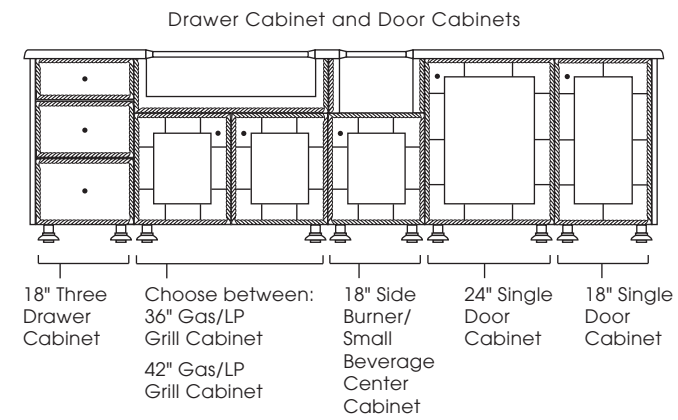 Drawer Cabinet and Door Cabinets
18" Three
Drawer
Cabinet
Choose between:
36" Gas/LP
Grill Cabinet
42" Gas/LP
Grill Cabinet
18" Side
Burner/
Small
Beverage
Center
Cabinet
24" Single
Door
Cabinet
18" Single
Door
Cabinet